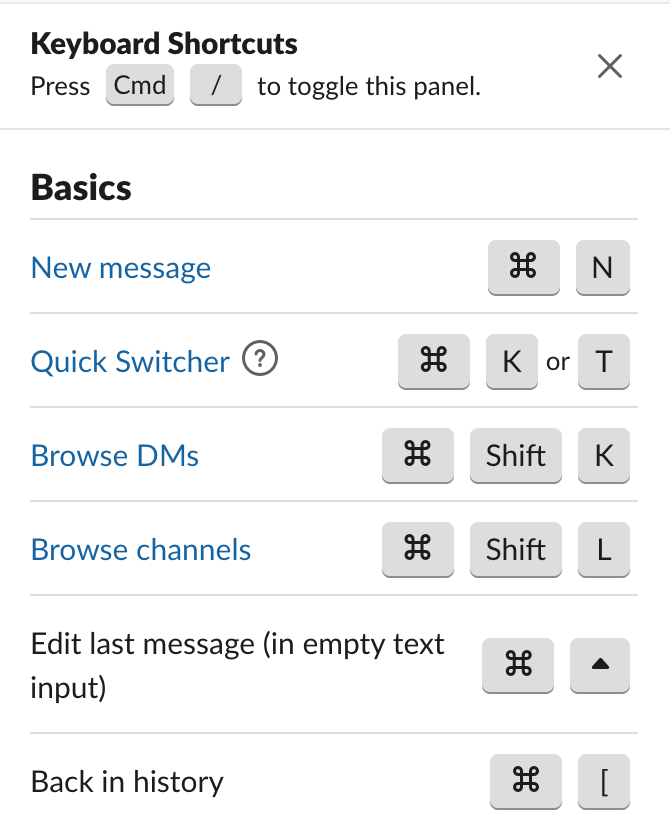 Keyboard Shortcuts
Press Cmd / to toggle this panel.
Basics
New message ⌘ N
Quick Switcher ? ⌘ K or T
Browse DMs ⌘ Shift K
Browse channels ⌘ Shift L
Edit last message (in empty text
input) ⌘ ▲
Back in history ⌘ [